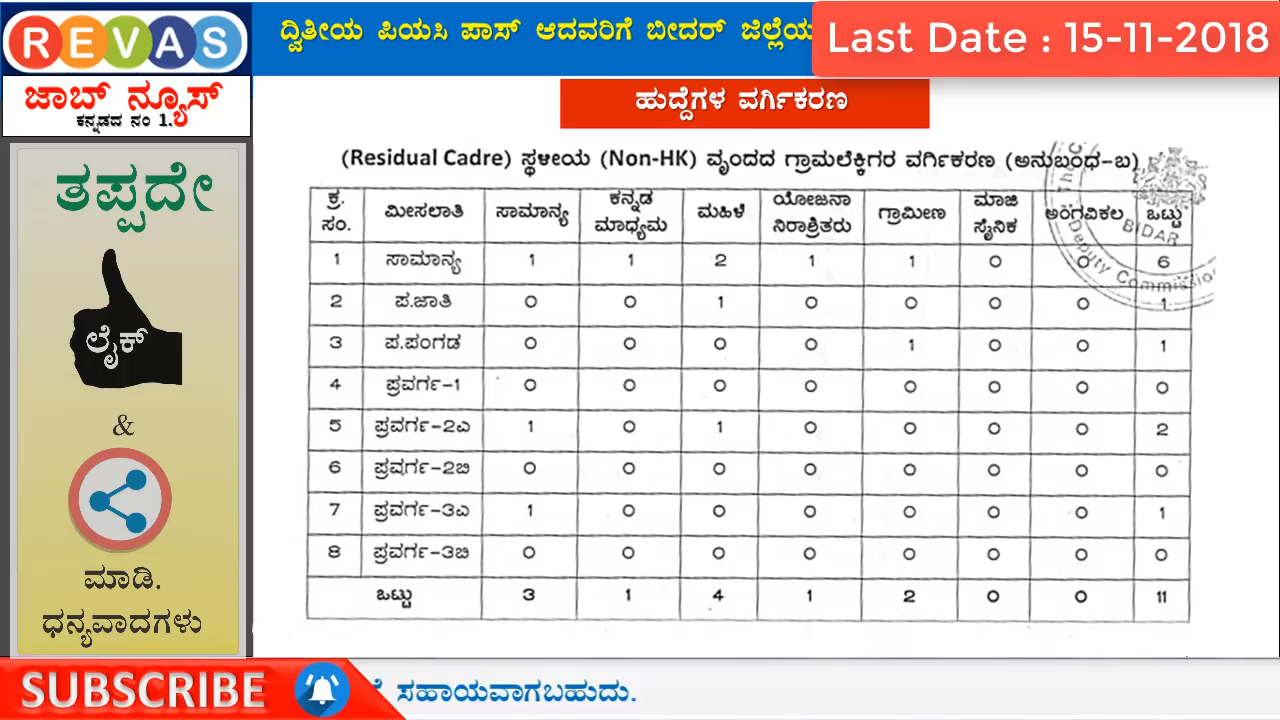 REVAS
ಜಾಬ್ ನ್ಯೂಸ್
ಕನ್ನಡದ ನಂ 1.
ದ್ವಿತೀಯ ಪಿಯಸಿ ಪಾಸ್ ಆದವರಿಗೆ ಬೀದರ್ ಜಿಲ್ಲೆಯ
Last Date : 15-11-2018
ಹುದ್ದೆಗಳ ವರ್ಗಿಕರಣ
ತಪ್ಪದೇ
ಲೈಕ್
&
ಮಾಡಿ.
ಧನ್ಯವಾದಗಳು
(Residual Cadre) ಸ್ಥಳೀಯ (Non-HK) ವೃಂದದ ಗ್ರಾಮಲೆಕ್ಕಿಗರ ವರ್ಗಿಕರಣ (ಅನುಬಂಧ-ಬ)
ಕ್ರ. ಸಂ. ಮೀಸಲಾತಿ ಸಾಮಾನ್ಯ ಕನ್ನಡ ಮಾಧ್ಯಮ ಮಹಿಳೆ ಯೋಜನಾ ನಿರಾಶ್ರಿತರು ಗ್ರಾಮೀಣ ಮಾಜಿ ಸೈನಿಕ ಅಂಗವಿಕಲ ಒಟ್ಟು
1 ಸಾಮಾನ್ಯ 1 1 2 1 1 0 0 6
2 ಪ.ಜಾತಿ 0 0 1 0 0 0 0 1
3 ಪ.ಪಂಗಡ 0 0 0 0 1 0 0 1
4 ಪ್ರವರ್ಗ-1 0 0 0 0 0 0 0 0
5 ಪ್ರವರ್ಗ-2ಎ 1 0 1 0 0 0 0 2
6 ಪ್ರವರ್ಗ-2ಬಿ 0 0 0 0 0 0 0 0
7 ಪ್ರವರ್ಗ-3ಎ 1 0 0 0 0 0 0 1
8 ಪ್ರವರ್ಗ-3ಬಿ 0 0 0 0 0 0 0 0
ಒಟ್ಟು 3 1 4 1 2 0 0 11
BIDAR
Deputy Commission
SUBSCRIBE
ಸಹಾಯವಾಗಬಹುದು.